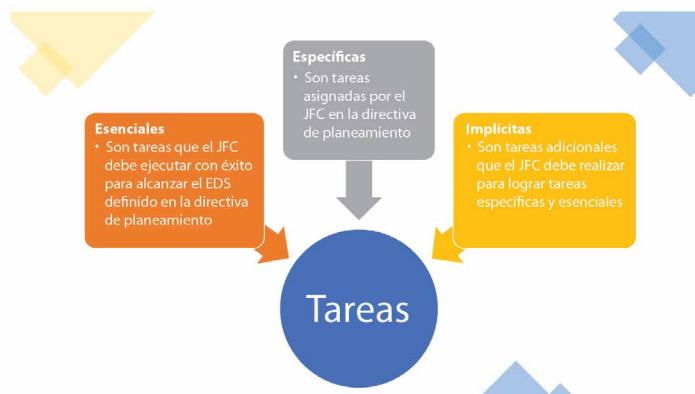 Específicas
• Son tareas
asignadas por el
JFC en la directiva
de planeamiento
Esenciales
• Son tareas que el JFC
debe ejecutar con éxito
para alcanzar el EDS
definido en la directiva
de planeamiento
Implícitas
• Son tareas adicionales
que el JFC debe realizar
para lograr tareas
específicas y esenciales
Tareas